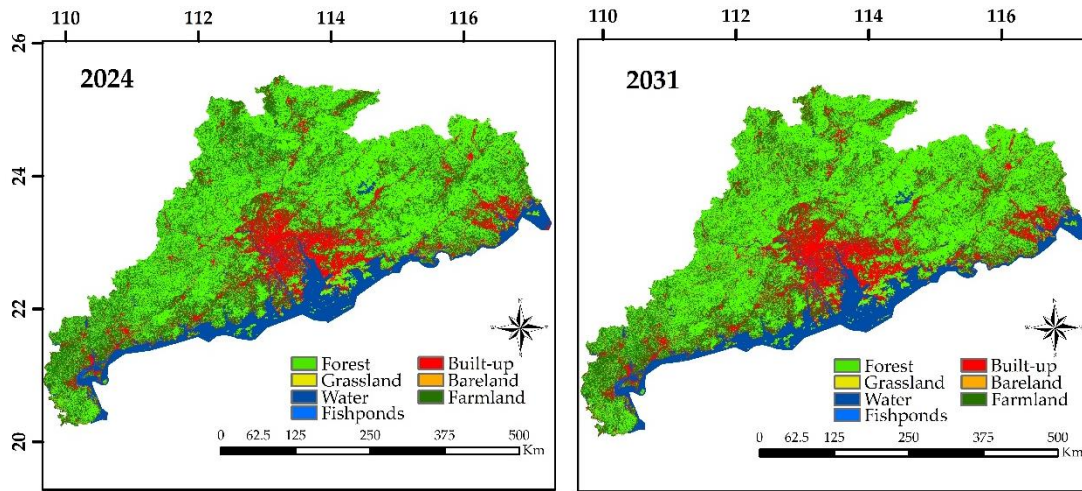 110 112 114 116
26
24
22
20
2024
N
W E
S
Forest Built-up
Grassland Bareland
Water Farmland
Fishponds
0 62.5 125 250 375 500
Km
110 112 114 116
2031
N
W E
S
Forest Built-up
Grassland Bareland
Water Farmland
Fishponds
0 62.5 125 250 375 500
Km